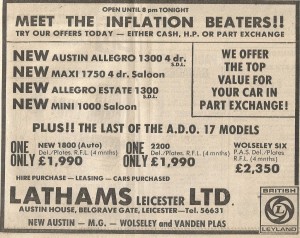 OPEN UNTIL 8 pm TONIGHT
MEET THE INFLATION BEATERS!!
TRY OUR OFFERS TODAY — EITHER CASH, H.P. OR PART EXCHANGE
NEW AUSTIN ALLEGRO 1300 4 dr. S.D.L.
NEW MAXI 1750 4 dr. Saloon
NEW ALLEGRO ESTATE 1300 S.D.L.
NEW MINI 1000 Saloon
WE OFFER
THE TOP
VALUE FOR
YOUR CAR IN
PART EXCHANGE!
PLUS!! THE LAST OF THE A.D.O. 17 MODELS
ONE NEW 1800 (Auto)
Del./Plates R.F.L. (4 mnths)
ONLY £1,990
ONE 2200
Del./Plates. R.F.L. (4 mnths)
ONLY £1,990
WOLSELEY SIX
P.A.S. Del./Plates
R.F.L. (4 mnths)
£2,350
HIRE PURCHASE — LEASING — CARS PURCHASED
LATHAMS LEICESTER LTD.
AUSTIN HOUSE, BELGRAVE GATE, LEICESTER—Tel. 56631
NEW AUSTIN — M.G. — WOLSELEY and VANDEN PLAS
BRITISH
LEYLAND